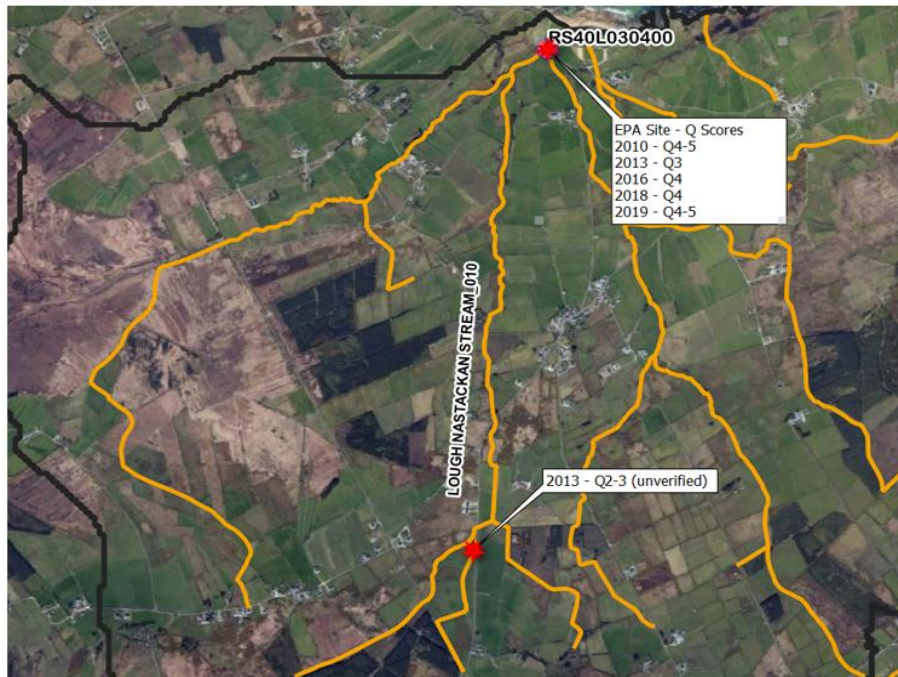 RS40L030400
EPA Site - Q Scores
2010 - Q4-5
2013 - Q3
2016 - Q4
2018 - Q4
2019 - Q4-5
LOUGH NASTACKAN STREAM_010
2013 - Q2-3 (unverified)